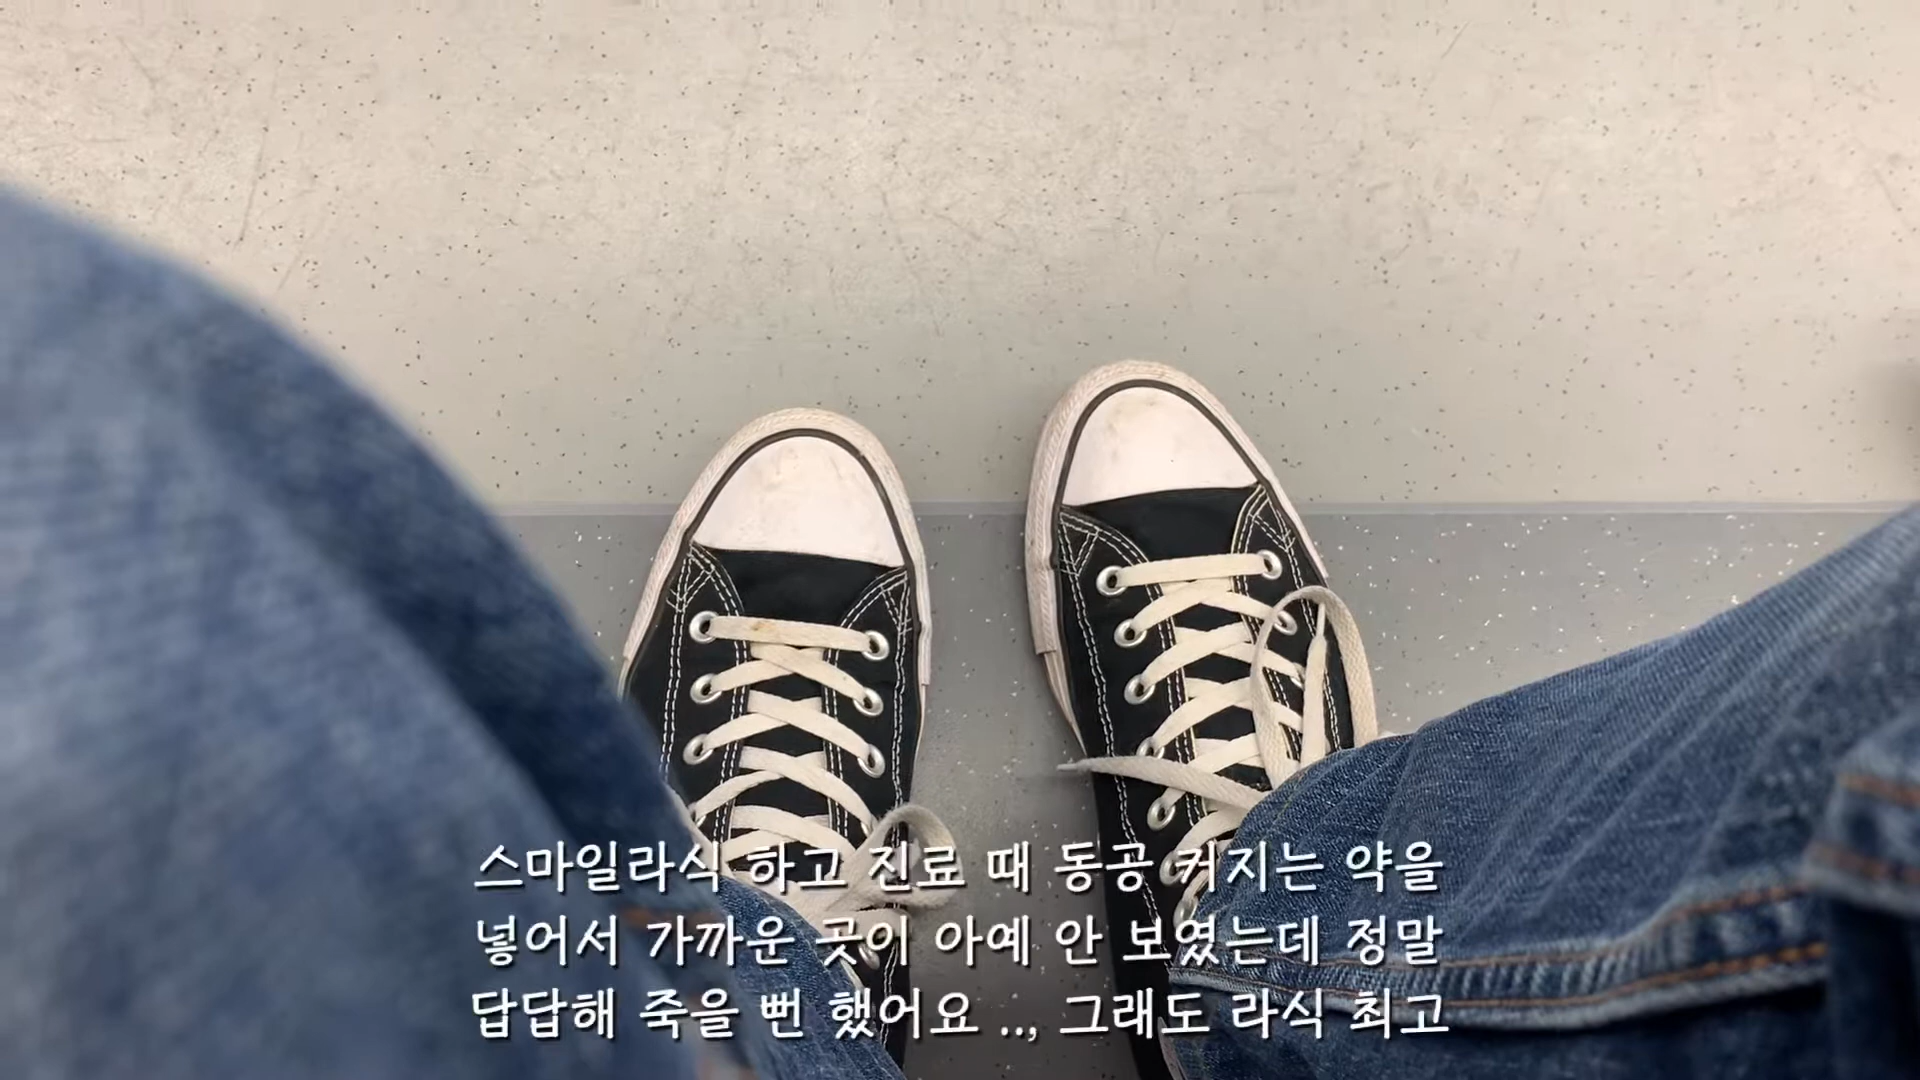 스마일라식 하고 진료 때 동공 커지는 약을
넣어서 가까운 곳이 아예 안 보였는데 정말
답답해 죽을 뻔 했어요 .., 그래도 라식 최고